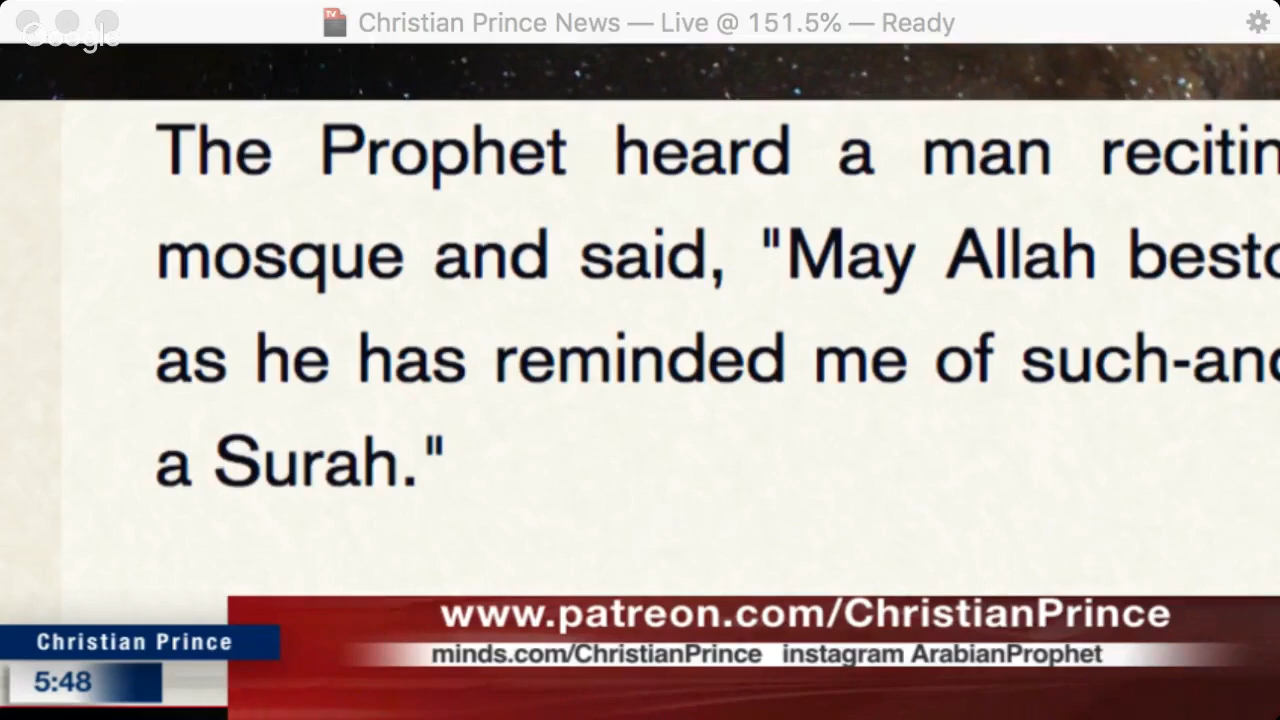 Christian Prince News — Live @ 151.5% — Ready
Google
The Prophet heard a man recitin
mosque and said, "May Allah besto
as he has reminded me of such-and
a Surah."
www.patreon.com/ChristianPrince
Christian Prince
minds.com/ChristianPrince instagram ArabianProphet
5:48